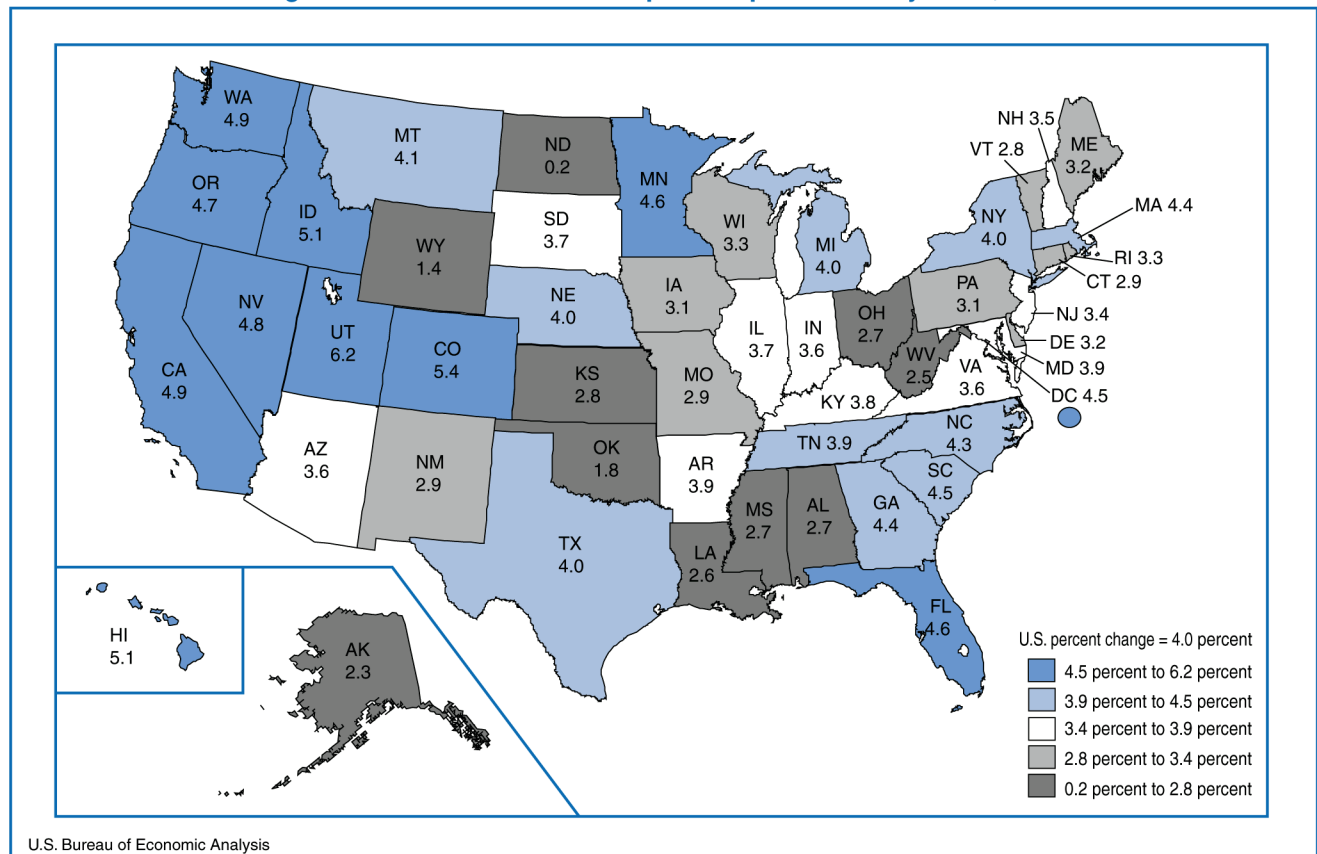 WA
4.9
MT
4.1
ND
0.2
MN
4.6
OR
4.7
ID
5.1
WY
1.4
SD
3.7
WI
3.3
MI
4.0
NY
4.0
NH 3.5
VT 2.8
ME
3.2
MA 4.4
RI 3.3
CT 2.9
NJ 3.4
DE 3.2
MD 3.9
DC 4.5
PA
3.1
NV
4.8
UT
6.2
CO
5.4
NE
4.0
IA
3.1
IL
3.7
IN
3.6
OH
2.7
WV
2.5
VA
3.6
CA
4.9
KS
2.8
MO
2.9
KY 3.8
AZ
3.6
NM
2.9
OK
1.8
AR
3.9
TN 3.9
NC
4.3
SC
4.5
TX
4.0
LA
2.6
MS
2.7
AL
2.7
GA
4.4
FL
4.6
HI
5.1
AK
2.3
U.S. percent change = 4.0 percent
4.5 percent to 6.2 percent
3.9 percent to 4.5 percent
3.4 percent to 3.9 percent
2.8 percent to 3.4 percent
0.2 percent to 2.8 percent
U.S. Bureau of Economic Analysis